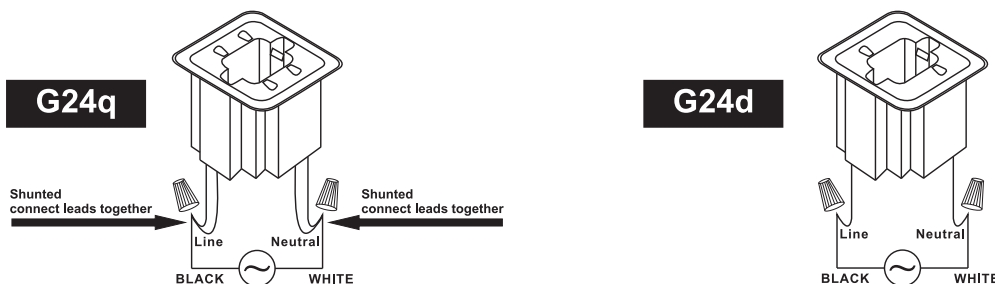 G24q
Shunted
connect leads together
Shunted
connect leads together
Line
Neutral
BLACK
WHITE
G24d
Line
Neutral
BLACK
WHITE